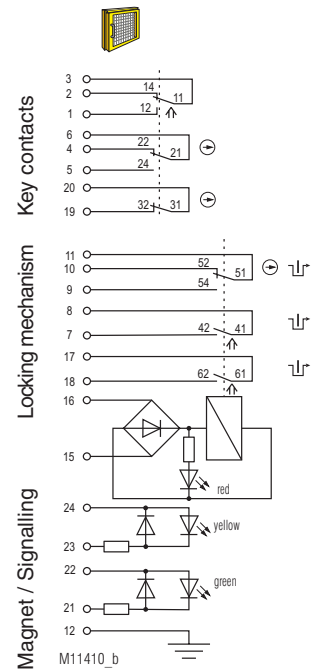 Key contacts
3
2 14
11
1 12
6
4 22
21
5 24
20
19 32 31
Locking mechanism
11
10 52
51
9 54
8
7 42 41
17
18 62 61
16
15
red
Magnet / Signalling
24
yellow
23
22
green
21
12
M11410_b